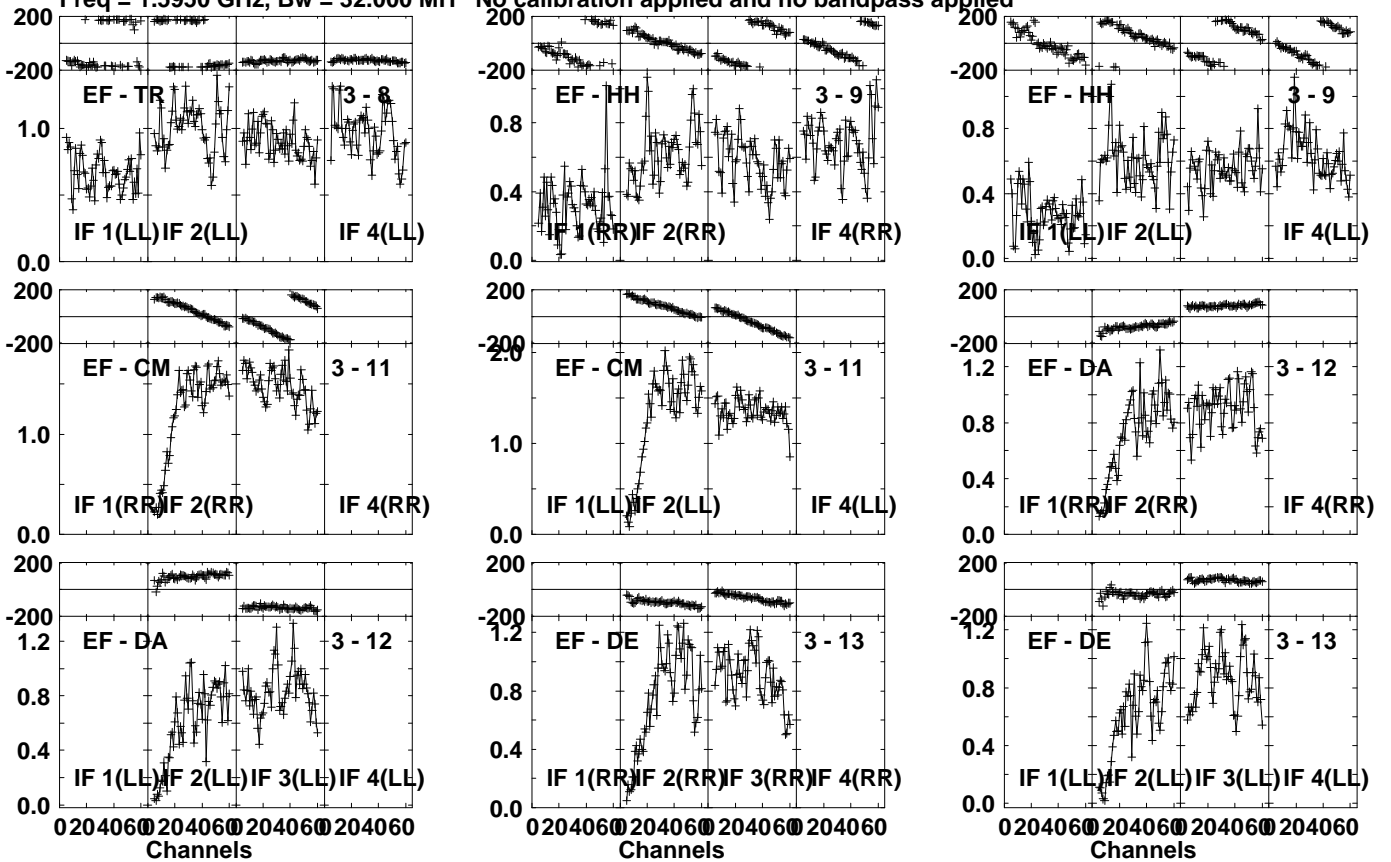 Freq = 1.5950 GHz, Bw = 32.000 MH No calibration applied and no bandpass applied
200
-200
EF - TR 3 - 8
1.0
IF 1(LL) IF 2(LL) IF 4(LL)
0.0
200
-200
EF - HH 3 - 9
0.8
0.4
IF 1(RR) IF 2(RR) IF 4(RR)
0.0
200
-200
EF - HH 3 - 9
0.8
0.4
IF 1(LL) IF 2(LL) IF 4(LL)
0.0
200
-200
EF - CM 3 - 11
1.0
IF 1(RR) IF 2(RR) IF 4(RR)
0.0
200
-200
2.0
EF - CM 3 - 11
1.0
IF 1(LL) IF 2(LL) IF 4(LL)
0.0
200
-200
1.2
EF - DA 3 - 12
0.8
0.4
IF 1(RR) IF 2(RR) IF 4(RR)
0.0
200
-200
1.2
EF - DA 3 - 12
0.8
0.4
IF 1(LL) IF 2(LL) IF 3(LL) IF 4(LL)
0.0
0 20 40 60 0 20 40 60 0 20 40 60 0 20 40 60
Channels
200
-200
1.2
EF - DE 3 - 13
0.8
0.4
IF 1(RR) IF 2(RR) IF 3(RR) IF 4(RR)
0.0
0 20 40 60 0 20 40 60 0 20 40 60 0 20 40 60
Channels
200
-200
1.2
EF - DE 3 - 13
0.8
0.4
IF 1(LL) IF 2(LL) IF 3(LL) IF 4(LL)
0.0
0 20 40 60 0 20 40 60 0 20 40 60 0 20 40 60
Channels